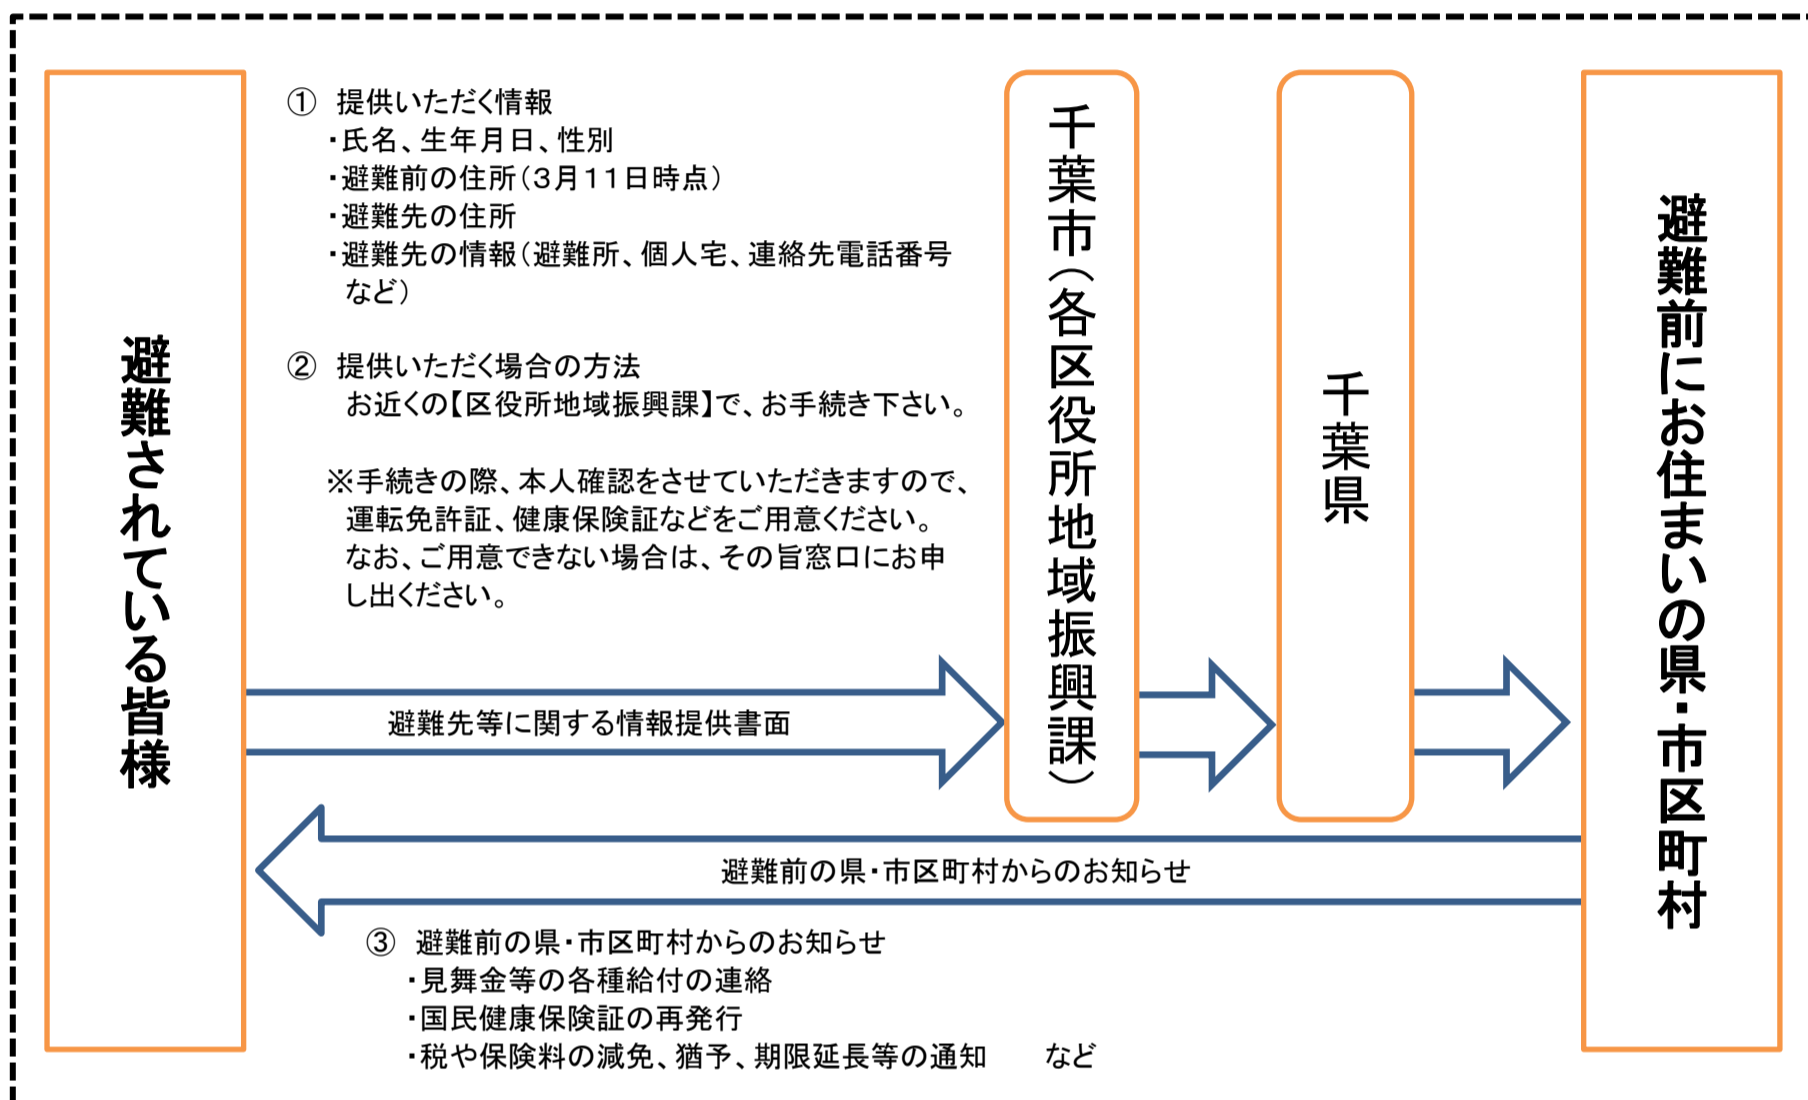 避難されている皆様
① 提供いただく情報
・氏名、生年月日、性別
・避難前の住所(3月11日時点)
・避難先の住所
・避難先の情報(避難所、個人宅、連絡先電話番号
など)
② 提供いただく場合の方法
お近くの【区役所地域振興課】で、お手続き下さい。
※手続きの際、本人確認をさせていただきますので、
運転免許証、健康保険証などをご用意ください。
なお、ご用意できない場合は、その旨窓口にお申
し出ください。
避難先等に関する情報提供書面
千葉市(各区役所地域振興課)
千葉県
避難前にお住まいの県・市区町村
避難前の県・市区町村からのお知らせ
③ 避難前の県・市区町村からのお知らせ
・見舞金等の各種給付の連絡
・国民健康保険証の再発行
・税や保険料の減免、猶予、期限延長等の通知　　など